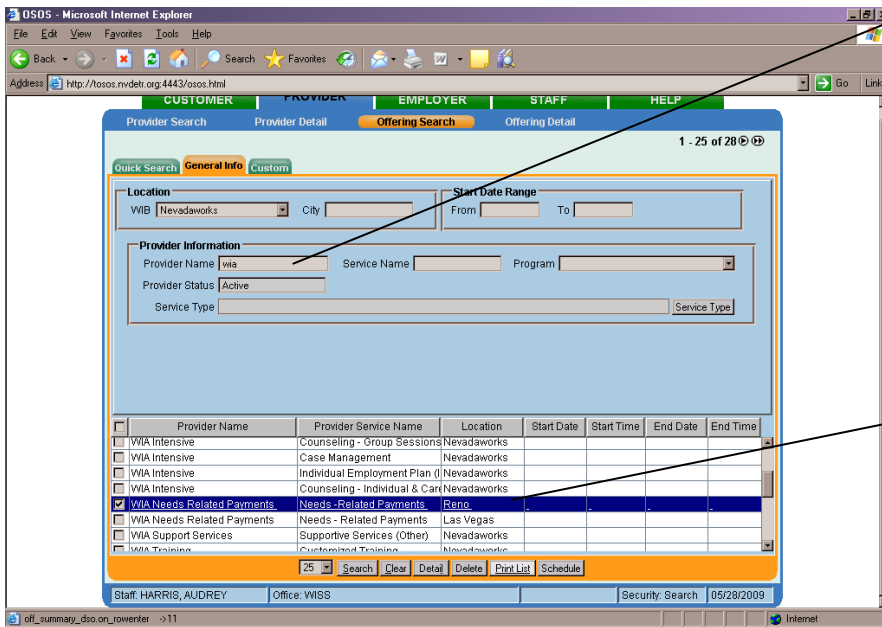 OSOS - Microsoft Internet Explorer
File Edit View Favorites Tools Help
Back Search Favorites
Address http://tosos.nvdetr.org:4443/osos.html Go Link
CUSTOMER PROVIDER EMPLOYER STAFF HELP
Provider Search Provider Detail Offering Search Offering Detail
1 - 25 of 28
Quick Search General Info Custom
Location Start Date Range
WIB Nevadaworks City From To
Provider Information
Provider Name wia Service Name Program
Provider Status Active
Service Type Service Type
Provider Name Provider Service Name Location Start Date Start Time End Date End Time
WIA Intensive Counseling - Group Sessions Nevadaworks
WIA Intensive Case Management Nevadaworks
WIA Intensive Individual Employment Plan (I Nevadaworks
WIA Intensive Counseling - Individual & Care Nevadaworks
WIA Needs Related Payments Needs -Related Payments Reno
WIA Needs Related Payments Needs - Related Payments Las Vegas
WIA Support Services Supportive Services (Other) Nevadaworks
WIA Training Customized Training Nevadaworks
25 Search Clear Detail Delete Print List Schedule
Staff: HARRIS, AUDREY Office: WISS Security: Search 05/28/2009
off_summary_dso.on_rowenter ->11 Internet